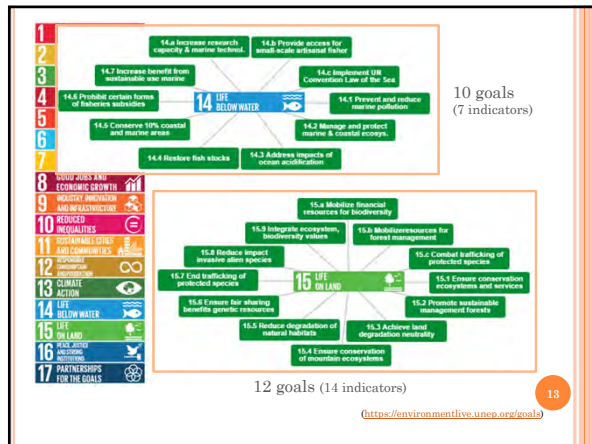 1
2
3
4
5
6
7
8 GOOD JOBS AND
ECONOMIC GROWTH
9 INDUSTRY, INNOVATION
AND INFRASTRUCTURE
10 REDUCED
INEQUALITIES
11 SUSTAINABLE CITIES
AND COMMUNITIES
12 RESPONSIBLE
CONSUMPTION
13 CLIMATE
ACTION
14 LIFE
BELOW WATER
15 LIFE
ON LAND
16 PEACE, JUSTICE
AND STRONG
INSTITUTIONS
17 PARTNERSHIPS
FOR THE GOALS
14.a Increase research
capacity & marine technol.
14.b Provide access for
small-scale artisanal fisher
14.7 Increase benefit from
sustainable use marine
14.c Implement UN
Convention Law of the Sea
14.6 Prohibit certain forms
of fisheries subsidies
14 LIFE
BELOW WATER
14.1 Prevent and reduce
marine pollution
14.5 Conserve 10% coastal
and marine areas
14.2 Manage and protect
marine & coastal ecosys.
14.4 Restore fish stocks
14.3 Address impacts of
ocean acidification
10 goals
(7 indicators)
15.a Mobilize financial
resources for biodiversity
15.9 Integrate ecosystem,
biodiversity values
15.b Mobilizeresources for
forest management
15.8 Reduce impact
invasive alien species
15.c Combat trafficking of
protected species
15.7 End trafficking of
protected species
15 LIFE
ON LAND
15.1 Ensure conservation
ecosystems and services
15.6 Ensure fair sharing
benefits genetic resources
15.2 Promote sustainable
management forests
15.5 Reduce degradation of
natural habitats
15.3 Achieve land
degradation neutrality
15.4 Ensure conservation
of mountain ecosystems
12 goals (14 indicators)
13
(https://environmentlive.unep.org/goals)